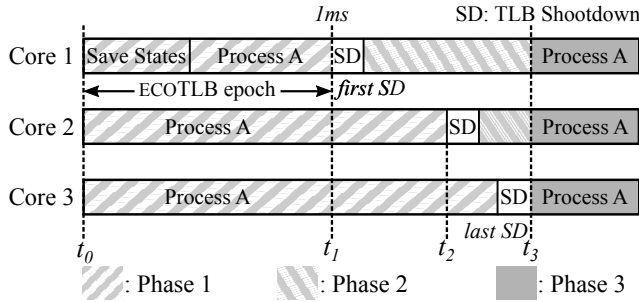 1ms SD: TLB Shootdown
Core 1 Save States Process A SD Process A
ECOTLB epoch first SD
Core 2 Process A SD Process A
Core 3 Process A SD Process A
last SD
t0 t1 t2 t3
: Phase 1 : Phase 2 : Phase 3